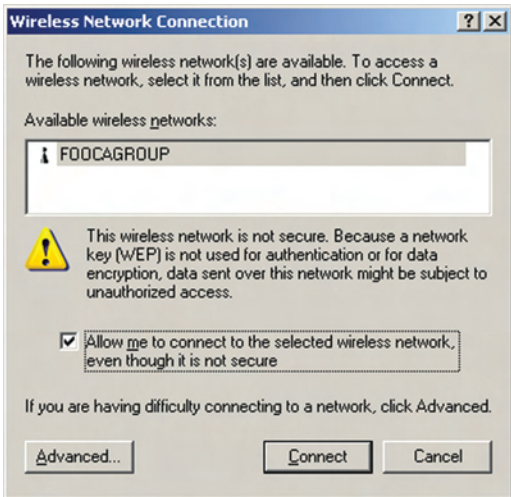 Wireless Network Connection
The following wireless network(s) are available. To access a
wireless network, select it from the list, and then click Connect.
Available wireless networks:
FOOCAGROUP
This wireless network is not secure. Because a network
key (WEP) is not used for authentication or for data
encryption, data sent over this network might be subject to
unauthorized access.
Allow me to connect to the selected wireless network,
even though it is not secure
If you are having difficulty connecting to a network, click Advanced.
Advanced... Connect Cancel